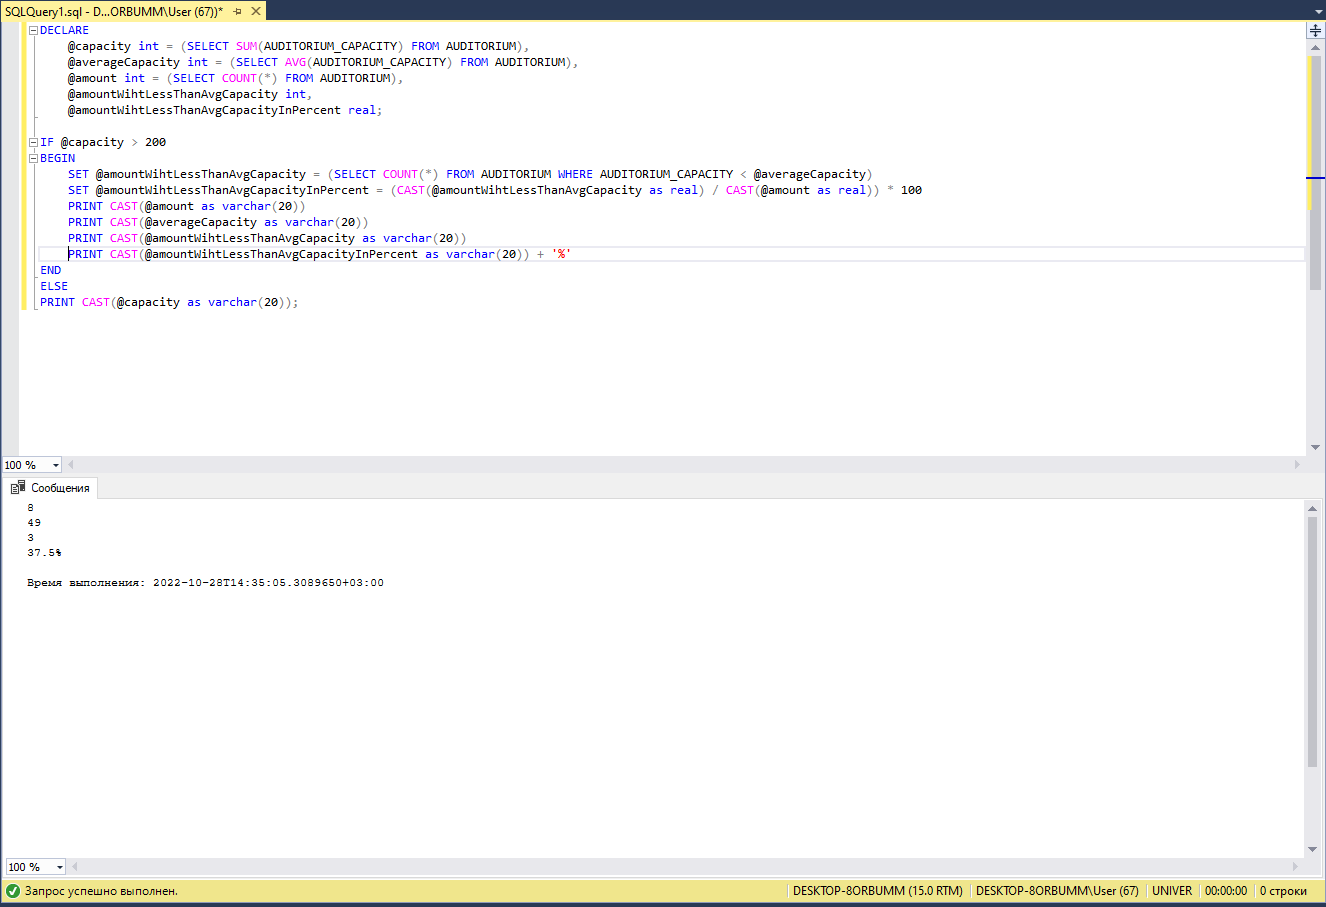 SQLQuery1.sql - D...ORBUMM\User (67))*
DECLARE
@capacity int = (SELECT SUM(AUDITORIUM_CAPACITY) FROM AUDITORIUM),
@averageCapacity int = (SELECT AVG(AUDITORIUM_CAPACITY) FROM AUDITORIUM),
@amount int = (SELECT COUNT(*) FROM AUDITORIUM),
@amountWihtLessThanAvgCapacity int,
@amountWihtLessThanAvgCapacityInPercent real;
IF @capacity > 200
BEGIN
SET @amountWihtLessThanAvgCapacity = (SELECT COUNT(*) FROM AUDITORIUM WHERE AUDITORIUM_CAPACITY < @averageCapacity)
SET @amountWihtLessThanAvgCapacityInPercent = (CAST(@amountWihtLessThanAvgCapacity as real) / CAST(@amount as real)) * 100
PRINT CAST(@amount as varchar(20))
PRINT CAST(@averageCapacity as varchar(20))
PRINT CAST(@amountWihtLessThanAvgCapacity as varchar(20))
PRINT CAST(@amountWihtLessThanAvgCapacityInPercent as varchar(20)) + '%'
END
ELSE
PRINT CAST(@capacity as varchar(20));
100 %
Сообщения
8
49
3
37.5%
Время выполнения: 2022-10-28T14:35:05.3089650+03:00
100 %
Запрос успешно выполнен. DESKTOP-8ORBUMM (15.0 RTM) DESKTOP-8ORBUMM\User (67) UNIVER 00:00:00 0 строки